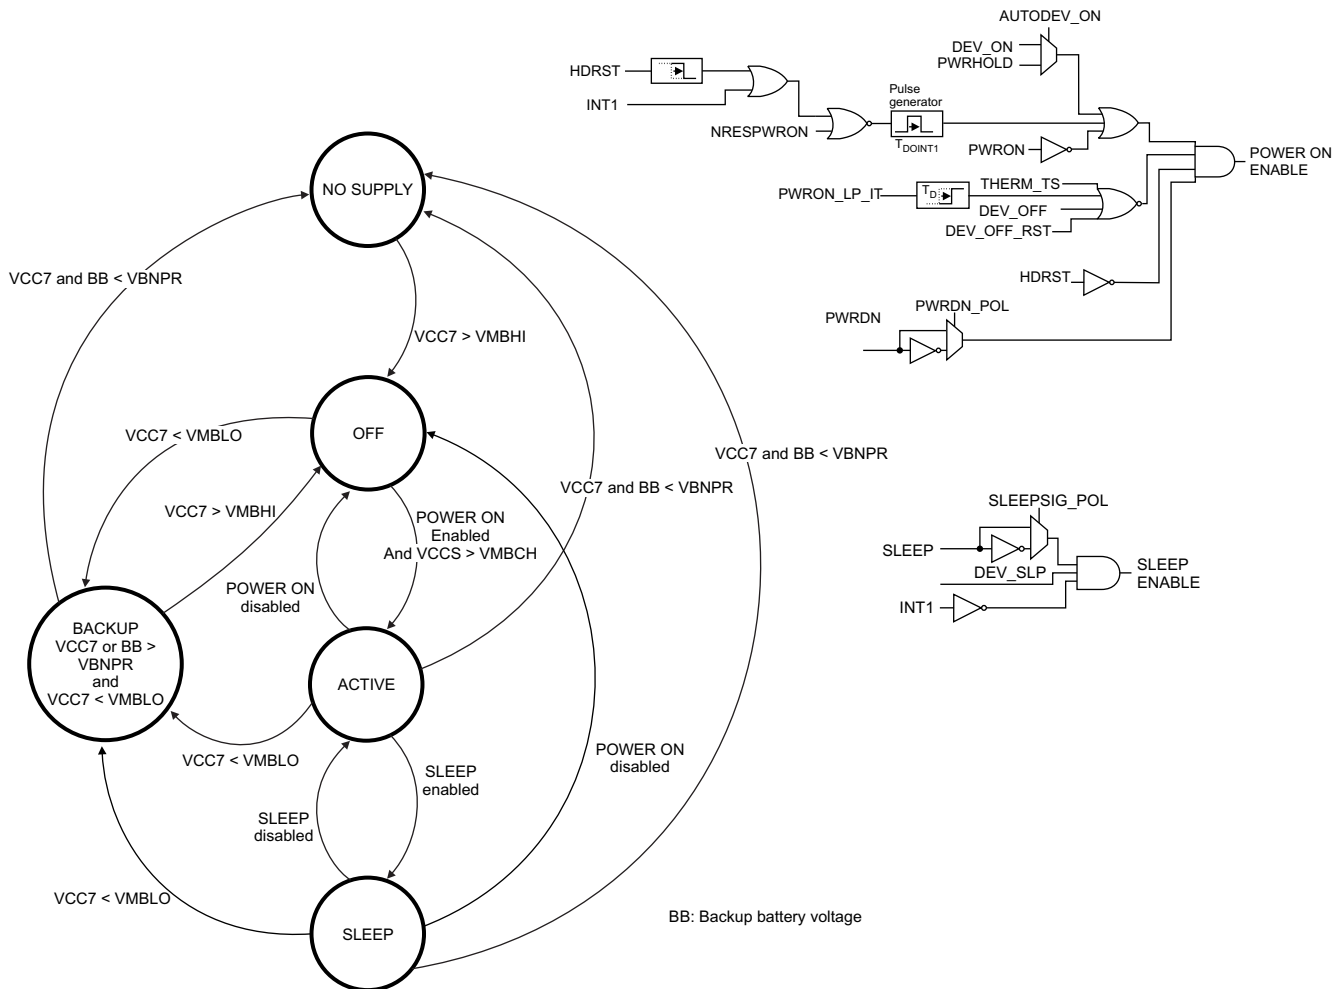 AUTODEV_ON
DEV_ON
PWRHOLD
HDRST
INT1
NRESPWRON
Pulse
generator
TDOINT1
PWRON
POWER ON
ENABLE
PWRON_LP_IT
TD
THERM_TS
DEV_OFF
DEV_OFF_RST
HDRST
PWRDN
PWRDN_POL
NO SUPPLY
VCC7 and BB < VBNPR
VCC7 > VMBHI
OFF
VCC7 < VMBLO
VCC7 > VMBHI
POWER ON
Enabled
And VCCS > VMBCH
POWER ON
disabled
VCC7 and BB < VBNPR
VCC7 and BB < VBNPR
BACKUP
VCC7 or BB >
VBNPR
and
VCC7 < VMBLO
ACTIVE
VCC7 < VMBLO
SLEEP
enabled
SLEEP
disabled
POWER ON
disabled
VCC7 < VMBLO
SLEEP
BB: Backup battery voltage
SLEEPSIG_POL
SLEEP
DEV_SLP
INT1
SLEEP
ENABLE